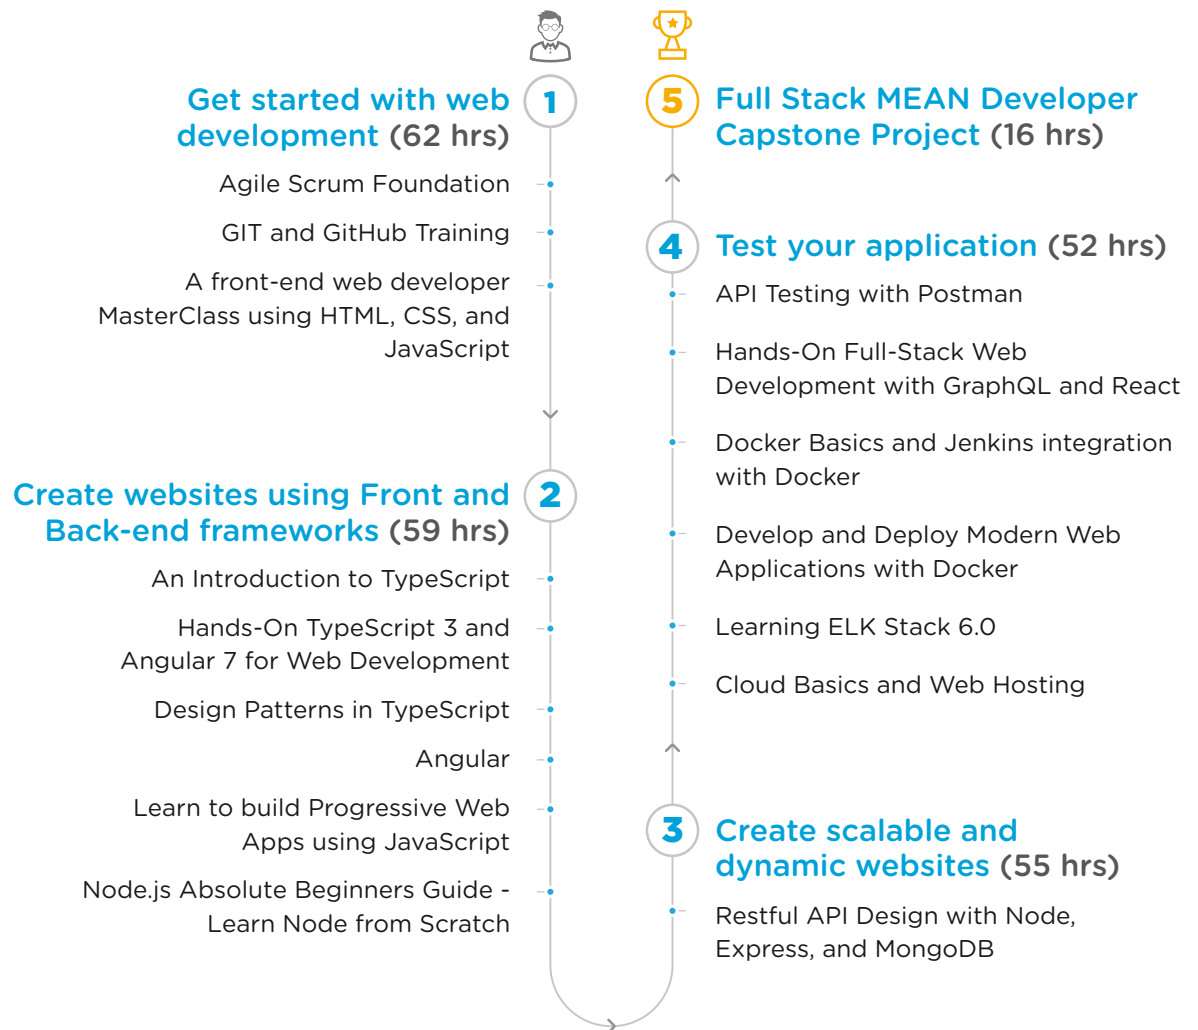 1
Get started with web
development (62 hrs)
Agile Scrum Foundation
GIT and GitHub Training
A front-end web developer
MasterClass using HTML, CSS, and
JavaScript
2
Create websites using Front and
Back-end frameworks (59 hrs)
An Introduction to TypeScript
Hands-On TypeScript 3 and
Angular 7 for Web Development
Design Patterns in TypeScript
Angular
Learn to build Progressive Web
Apps using JavaScript
Node.js Absolute Beginners Guide -
Learn Node from Scratch
3
Create scalable and
dynamic websites (55 hrs)
Restful API Design with Node,
Express, and MongoDB
4
Test your application (52 hrs)
API Testing with Postman
Hands-On Full-Stack Web
Development with GraphQL and React
Docker Basics and Jenkins integration
with Docker
Develop and Deploy Modern Web
Applications with Docker
Learning ELK Stack 6.0
Cloud Basics and Web Hosting
5
Full Stack MEAN Developer
Capstone Project (16 hrs)